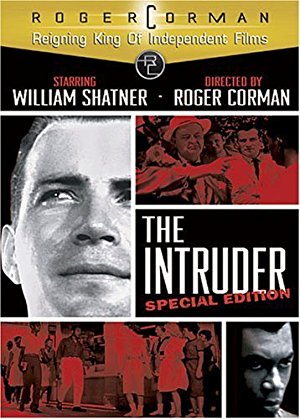 ROGER CORMAN
Reigning King Of Independent Films
RC
STARRING DIRECTED BY
WILLIAM SHATNER · ROGER CORMAN
THE
INTRUDER
SPECIAL EDITION